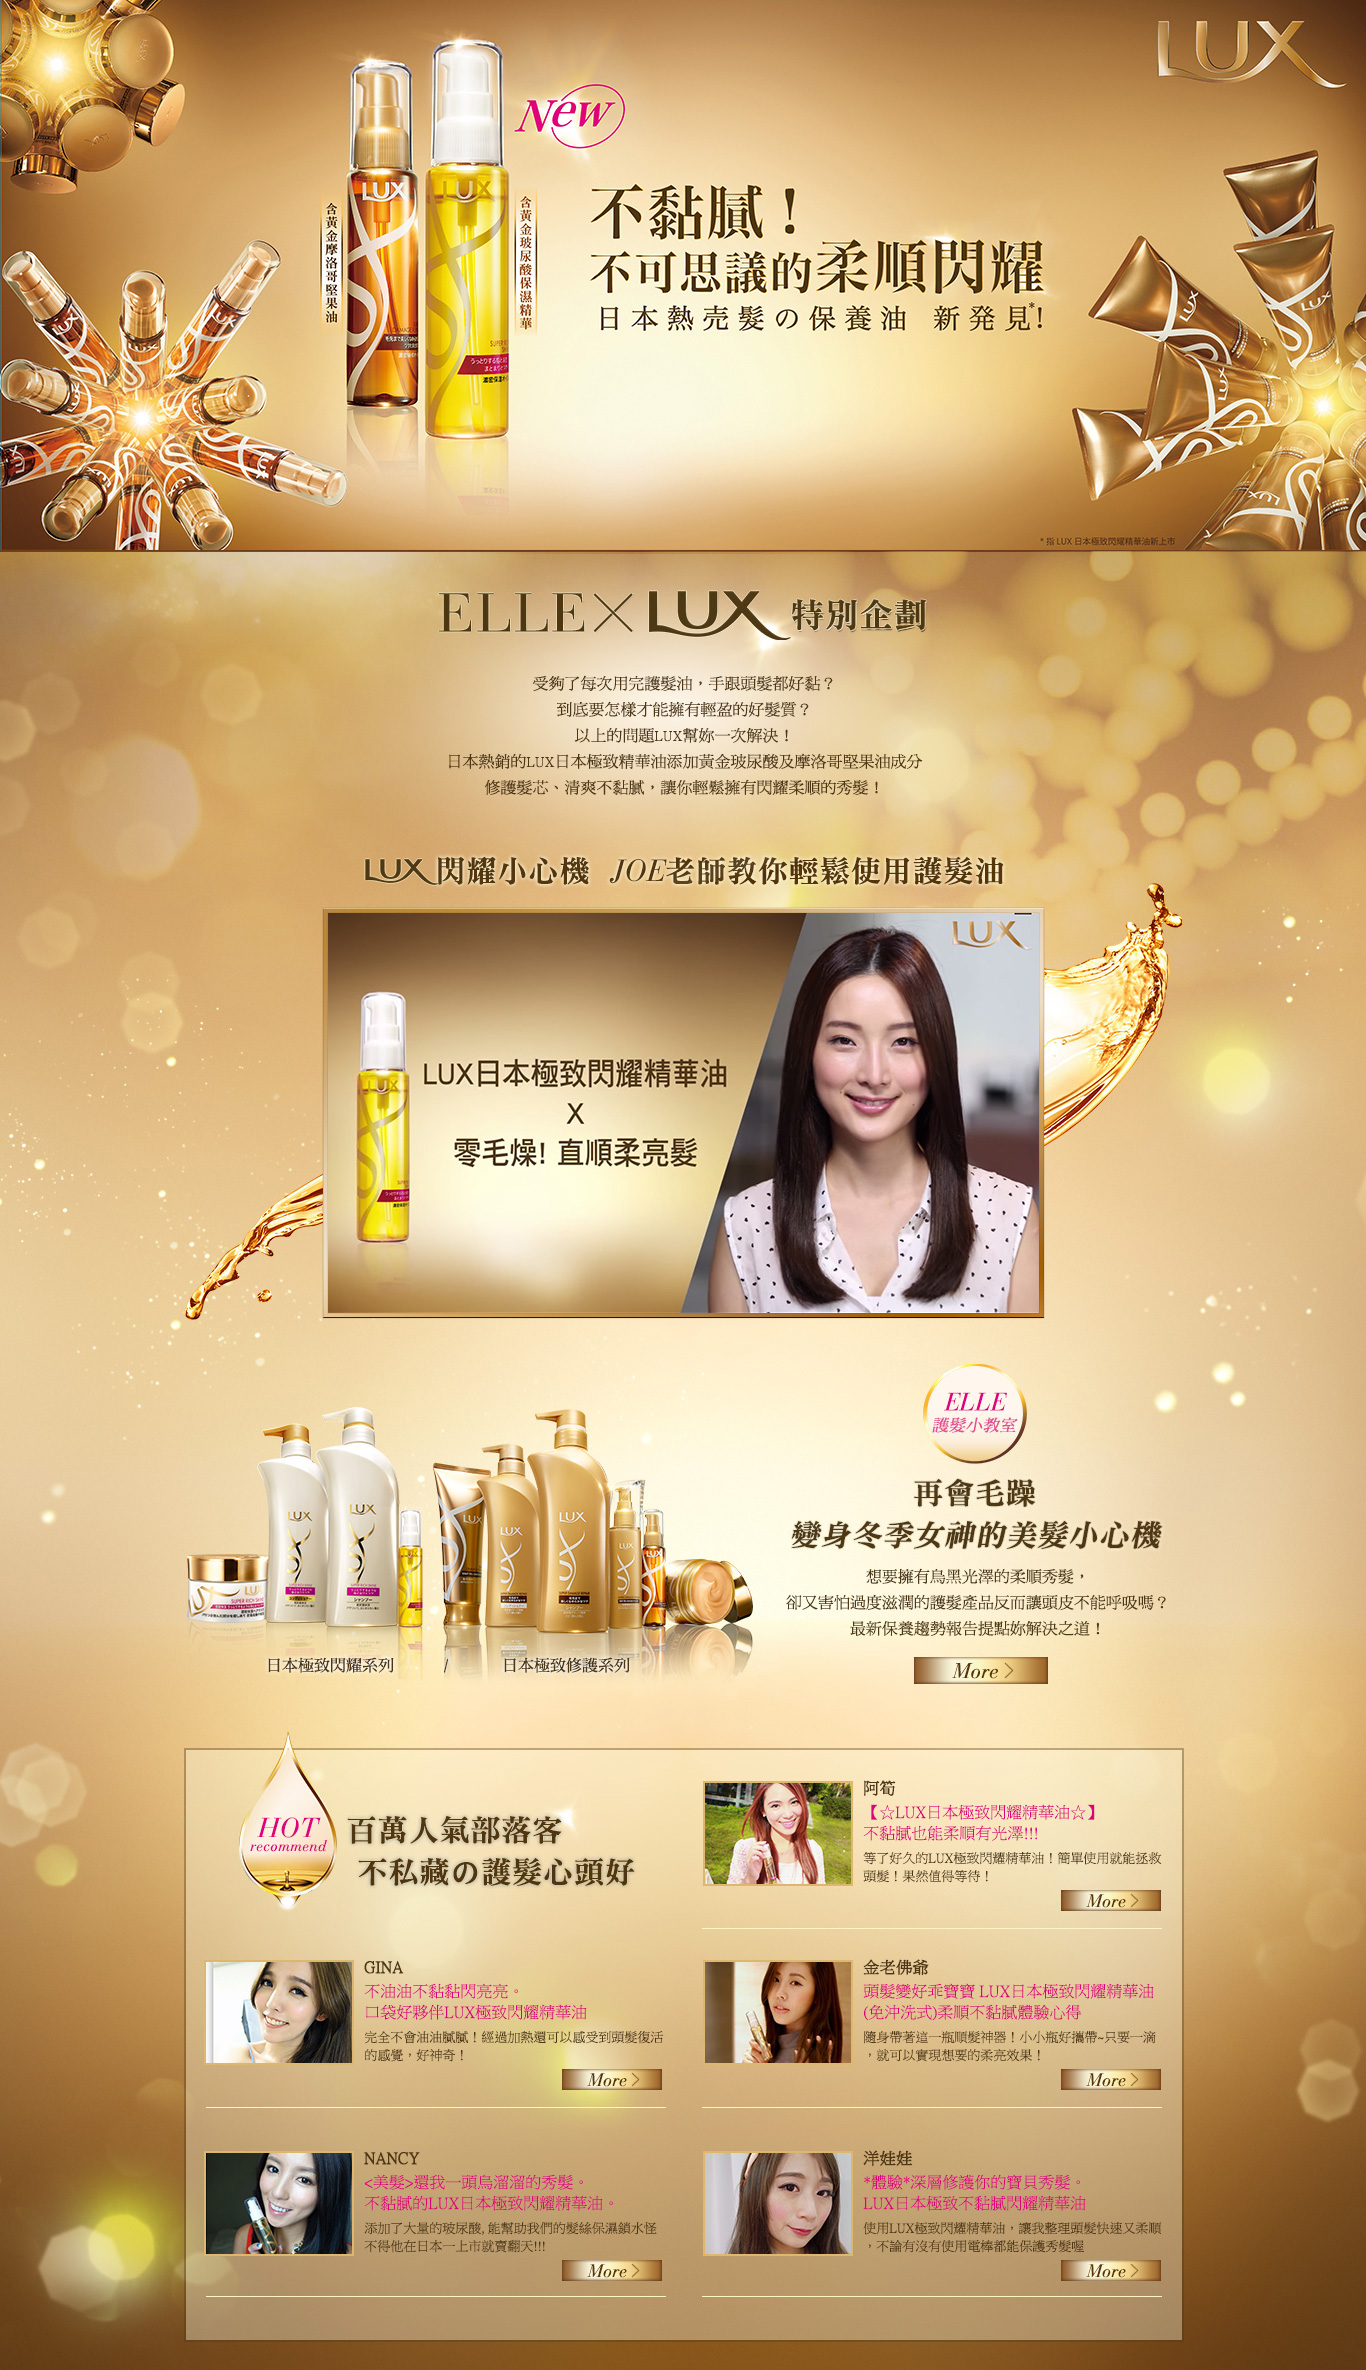 LUX
New
含黃金摩洛哥堅果油
含黃金玻尿酸保濕精華
LUX
LUX
不黏膩！
不可思議的柔順閃耀
日本熱売髮の保養油 新発見*!
* 指 LUX 日本極致閃耀精華油新上市
ELLE×LUX特別企劃
受夠了每次用完護髮油，手跟頭髮都好黏？
到底要怎樣才能擁有輕盈的好髮質？
以上的問題LUX幫妳一次解決！
日本熱銷的LUX日本極致精華油添加黃金玻尿酸及摩洛哥堅果油成分
修護髮芯、清爽不黏膩，讓你輕鬆擁有閃耀柔順的秀髮！
LUX閃耀小心機 JOE老師教你輕鬆使用護髮油
LUX
LUX日本極致閃耀精華油
X
零毛燥! 直順柔亮髮
ELLE
護髮小教室
再會毛躁
變身冬季女神的美髮小心機
想要擁有烏黑光澤的柔順秀髮，
卻又害怕過度滋潤的護髮產品反而讓頭皮不能呼吸嗎？
最新保養趨勢報告提點妳解決之道！
More >
日本極致閃耀系列 / 日本極致修護系列
HOT
recommend
百萬人氣部落客
不私藏の護髮心頭好
阿筍
【☆LUX日本極致閃耀精華油☆】
不黏膩也能柔順有光澤!!!
等了好久的LUX極致閃耀精華油！簡單使用就能拯救
頭髮！果然值得等待！
More >
GINA
不油油不黏黏閃亮亮。
口袋好夥伴LUX極致閃耀精華油
完全不會油油膩膩！經過加熱還可以感受到頭髮復活
的感覺，好神奇！
More >
金老佛爺
頭髮變好乖寶寶 LUX日本極致閃耀精華油
(免沖洗式)柔順不黏膩體驗心得
隨身帶著這一瓶順髮神器！小小瓶好攜帶~只要一滴
，就可以實現想要的柔亮效果！
More >
NANCY
<美髮>還我一頭烏溜溜的秀髮。
不黏膩的LUX日本極致閃耀精華油。
添加了大量的玻尿酸, 能幫助我們的髮絲保濕鎖水怪
不得他在日本一上市就賣翻天!!!
More >
洋娃娃
*體驗*深層修護你的寶貝秀髮。
LUX日本極致不黏膩閃耀精華油
使用LUX極致閃耀精華油，讓我整理頭髮快速又柔順
，不論有沒有使用電棒都能保護秀髮喔
More >